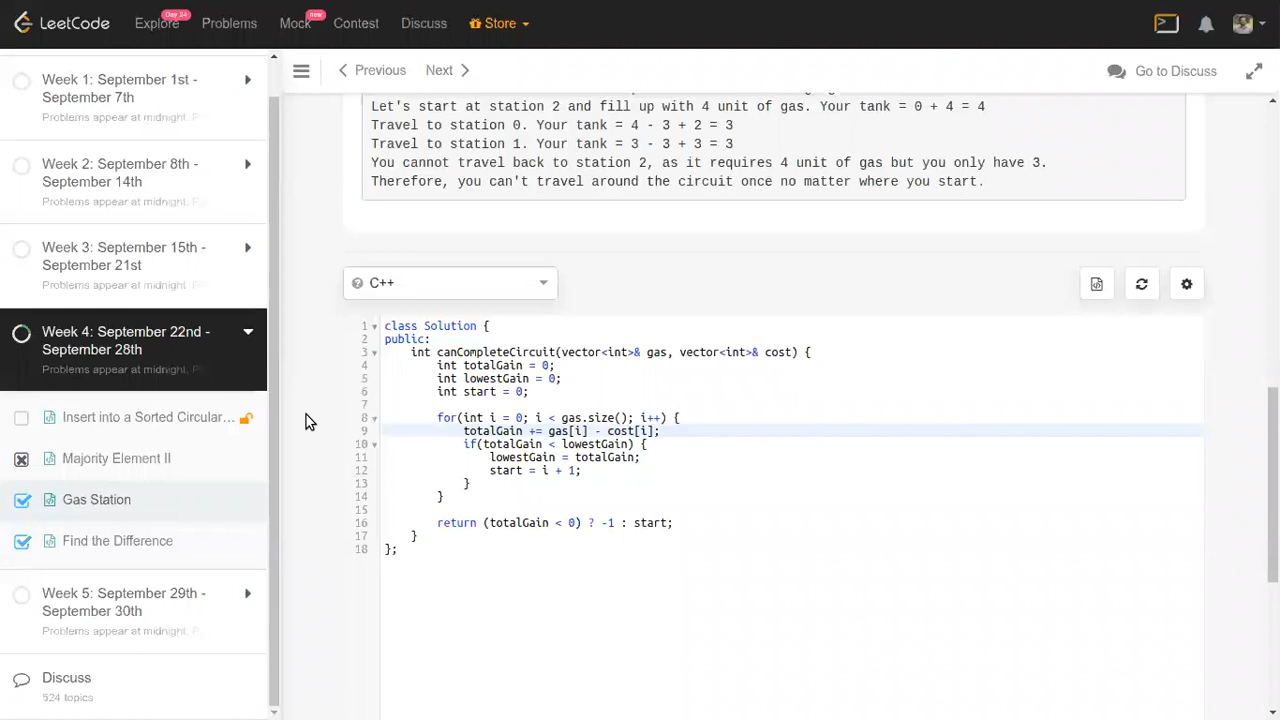 LeetCode
Explore
Day 24
Problems
Mock
new
Contest
Discuss
Store
Week 1: September 1st -
September 7th
Problems appear at midnight,
Week 2: September 8th -
September 14th
Problems appear at midnight,
Week 3: September 15th -
September 21st
Problems appear at midnight,
Week 4: September 22nd -
September 28th
Problems appear at midnight,
Insert into a Sorted Circular...
Majority Element II
Gas Station
Find the Difference
Week 5: September 29th -
September 30th
Problems appear at midnight,
Discuss
524 topics
Previous
Next
Go to Discuss
Let's start at station 2 and fill up with 4 unit of gas. Your tank = 0 + 4 = 4
Travel to station 0. Your tank = 4 - 3 + 2 = 3
Travel to station 1. Your tank = 3 - 3 + 3 = 3
You cannot travel back to station 2, as it requires 4 unit of gas but you only have 3.
Therefore, you can't travel around the circuit once no matter where you start.
C++
1 class Solution {
2 public:
3 int canCompleteCircuit(vector<int>& gas, vector<int>& cost) {
4 int totalGain = 0;
5 int lowestGain = 0;
6 int start = 0;
7
8 for(int i = 0; i < gas.size(); i++) {
9 totalGain += gas[i] - cost[i];
10 if(totalGain < lowestGain) {
11 lowestGain = totalGain;
12 start = i + 1;
13 }
14 }
15
16 return (totalGain < 0) ? -1 : start;
17 }
18 };